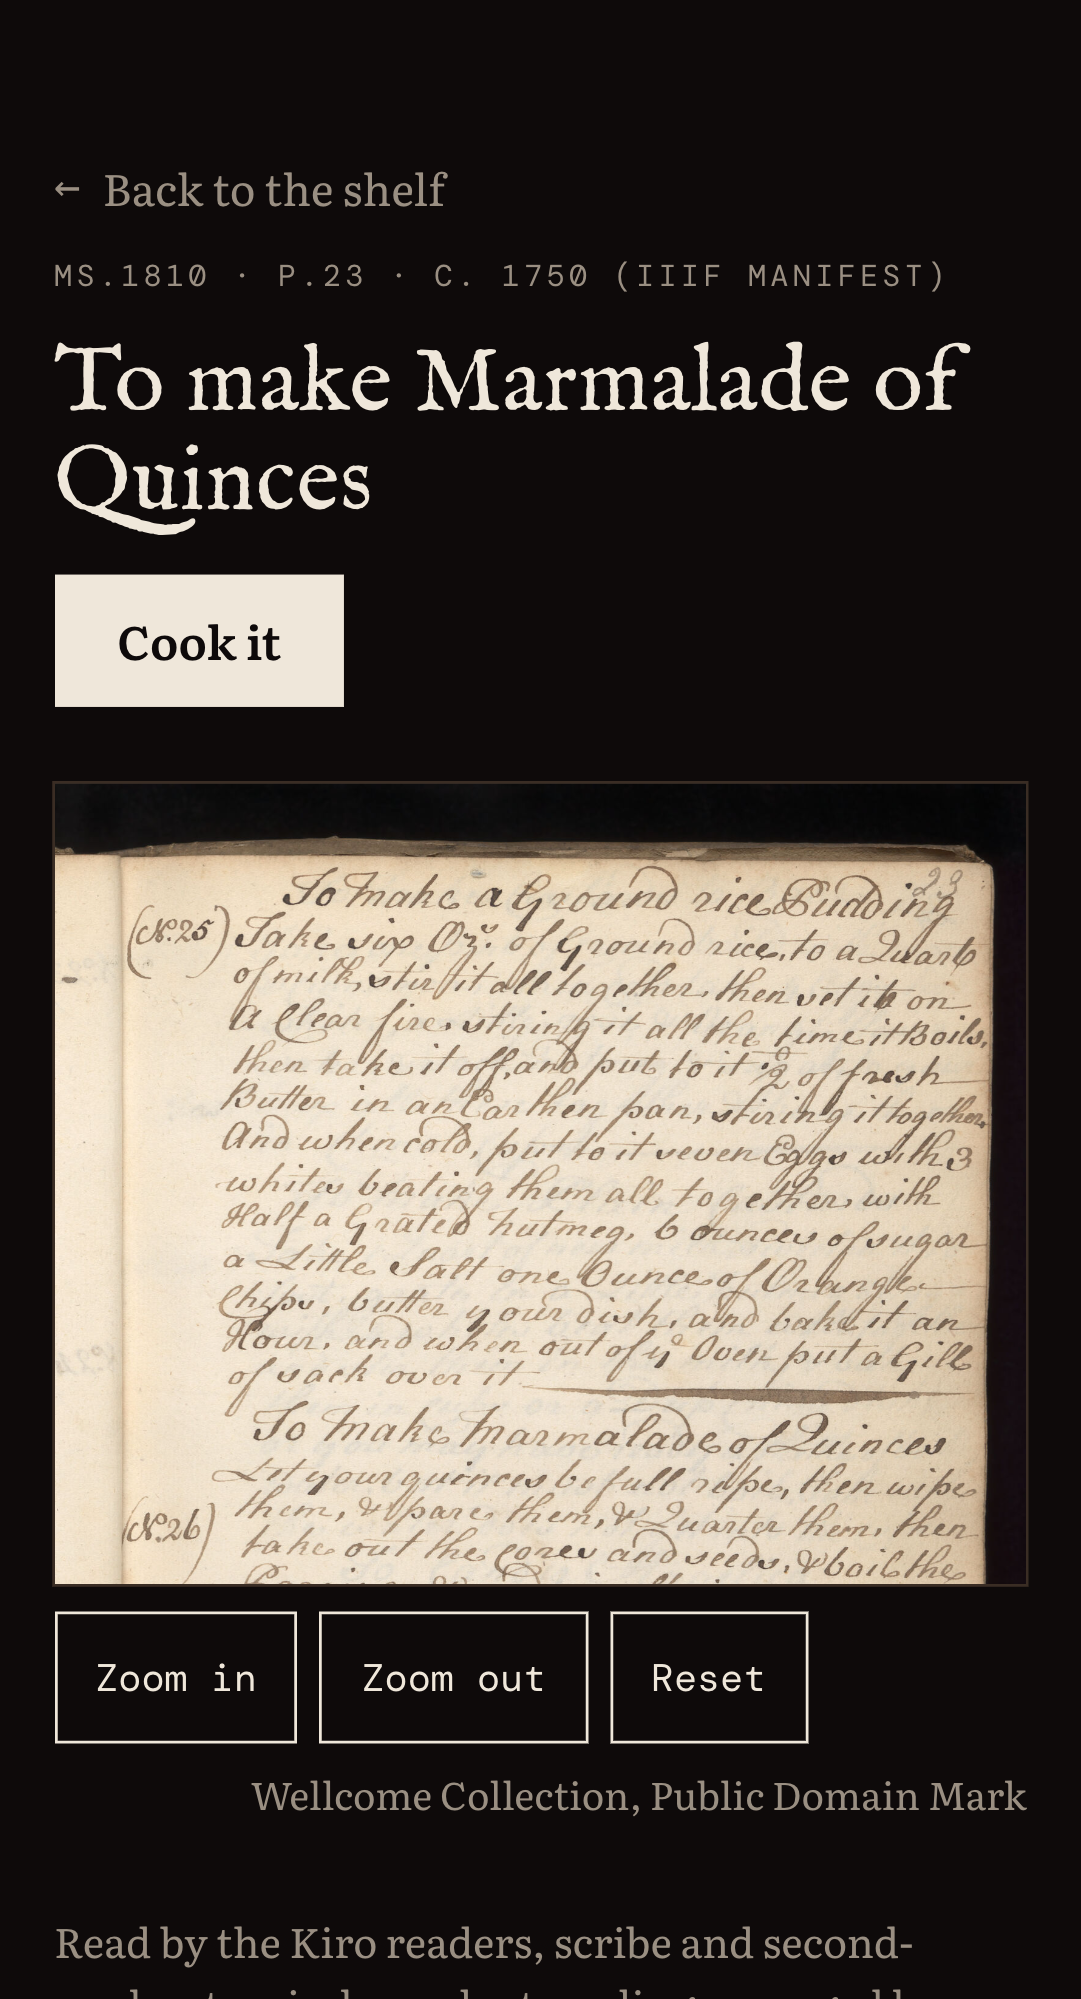 ← Back to the shelf
MS.1810 · P.23 · C. 1750 (IIIF MANIFEST)
To make Marmalade of
Quinces
Cook it
23
To Make a Ground rice Pudding
(N.25) Take six Ozs. of Ground rice, to a Quart
of milk, stir it all together, then set it on
A Clear fire, stiring it all the time it Boils,
then take it off, and put to it of fresh
Butter in an Earthen pan, stiring it together,
And when cold, put to it seven Eggs with 3
whites beating them all together, with
Half a Grated nutmeg, 6 ounces of sugar
a Little Salt one Ounce of Orange
Chips, butter your dish, and bake it an
Hour, and when out of ye Oven put a Gill
of sack over it
To Make Marmalade of Quinces
Let your quinces be full ripe, then wipe
(N.26) them, & pare them, & Quarter them, then
take out the cores and seeds, & boil the
Zoom in
Zoom out
Reset
Wellcome Collection, Public Domain Mark
Read by the Kiro readers, scribe and second-